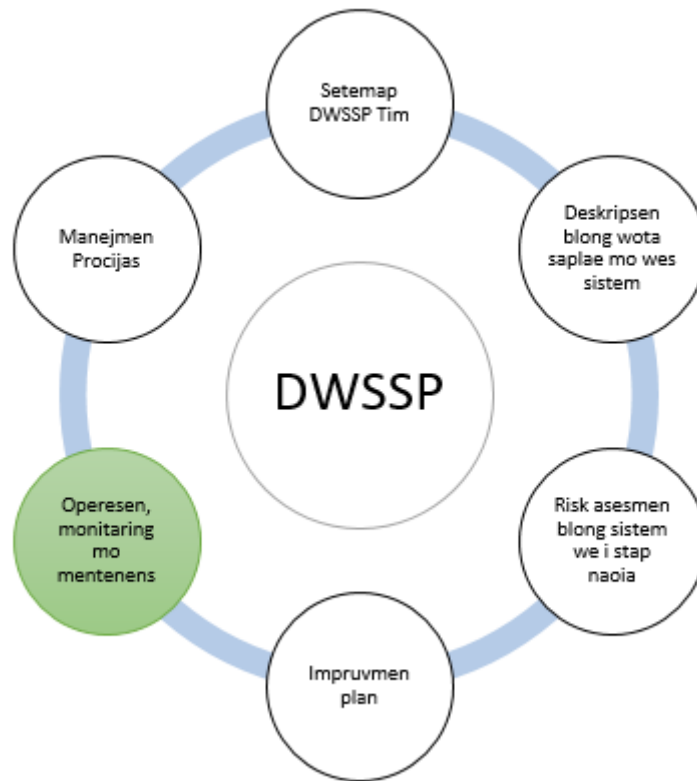 Setemap
DWSSP Tim
Deskripsen
blong wota
saplae mo wes
sistem
Risk asesmen
blong sistem
we i stap
naoia
Impruvmen
plan
Operesen,
monitaring
mo
mentenens
Manejmen
Procijas
DWSSP